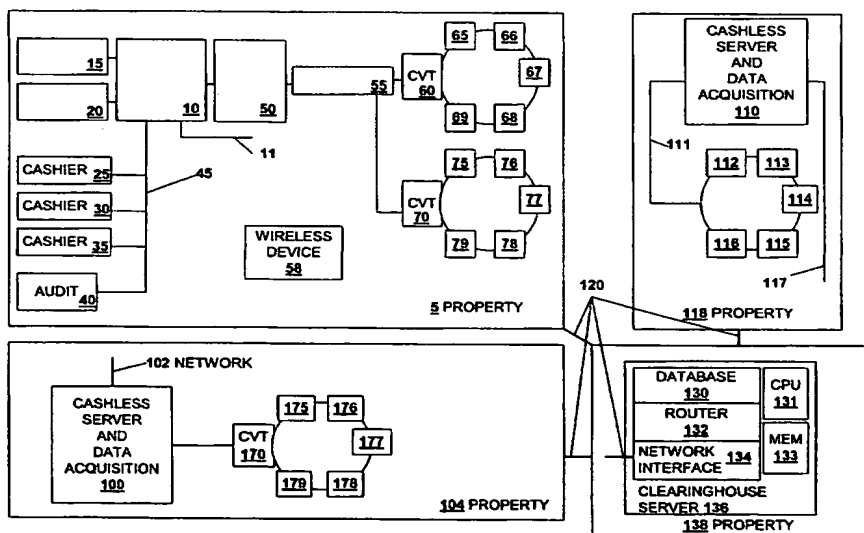 15
20
10
50
55
CVT
60
65
66
67
68
69
11
CASHIER 25
CASHIER 30
CASHIER 35
AUDIT 40
45
CVT
70
75
76
77
78
79
WIRELESS
DEVICE
58
5 PROPERTY
CASHLESS
SERVER
AND
DATA
ACQUISITION
110
111
112
113
114
115
116
117
118 PROPERTY
120
102 NETWORK
CASHLESS
SERVER
AND
DATA
ACQUISITION
100
CVT
170
175
176
177
178
179
104 PROPERTY
DATABASE
130
ROUTER
132
NETWORK
INTERFACE 134
CPU
131
MEM
133
CLEARINGHOUSE
SERVER 136
138 PROPERTY